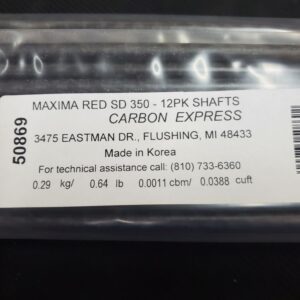 MAXIMA RED SD 350 - 12PK SHAFTS
CARBON EXPRESS
3475 EASTMAN DR., FLUSHING, MI 48433
Made in Korea
For technical assistance call: (810) 733-6360
0.29 kg/ 0.64 lb 0.0011 cbm/ 0.0388 cuft
50869